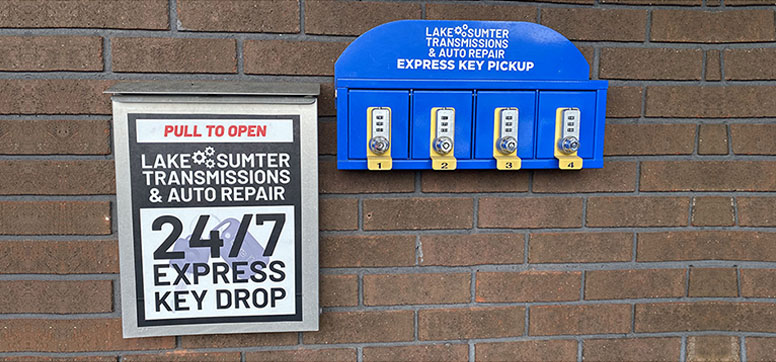 PULL TO OPEN
LAKE SUMTER
TRANSMISSIONS
& AUTO REPAIR
24/7
EXPRESS
KEY DROP
LAKE SUMTER
TRANSMISSIONS
& AUTO REPAIR
EXPRESS KEY PICKUP
1 2 3 4